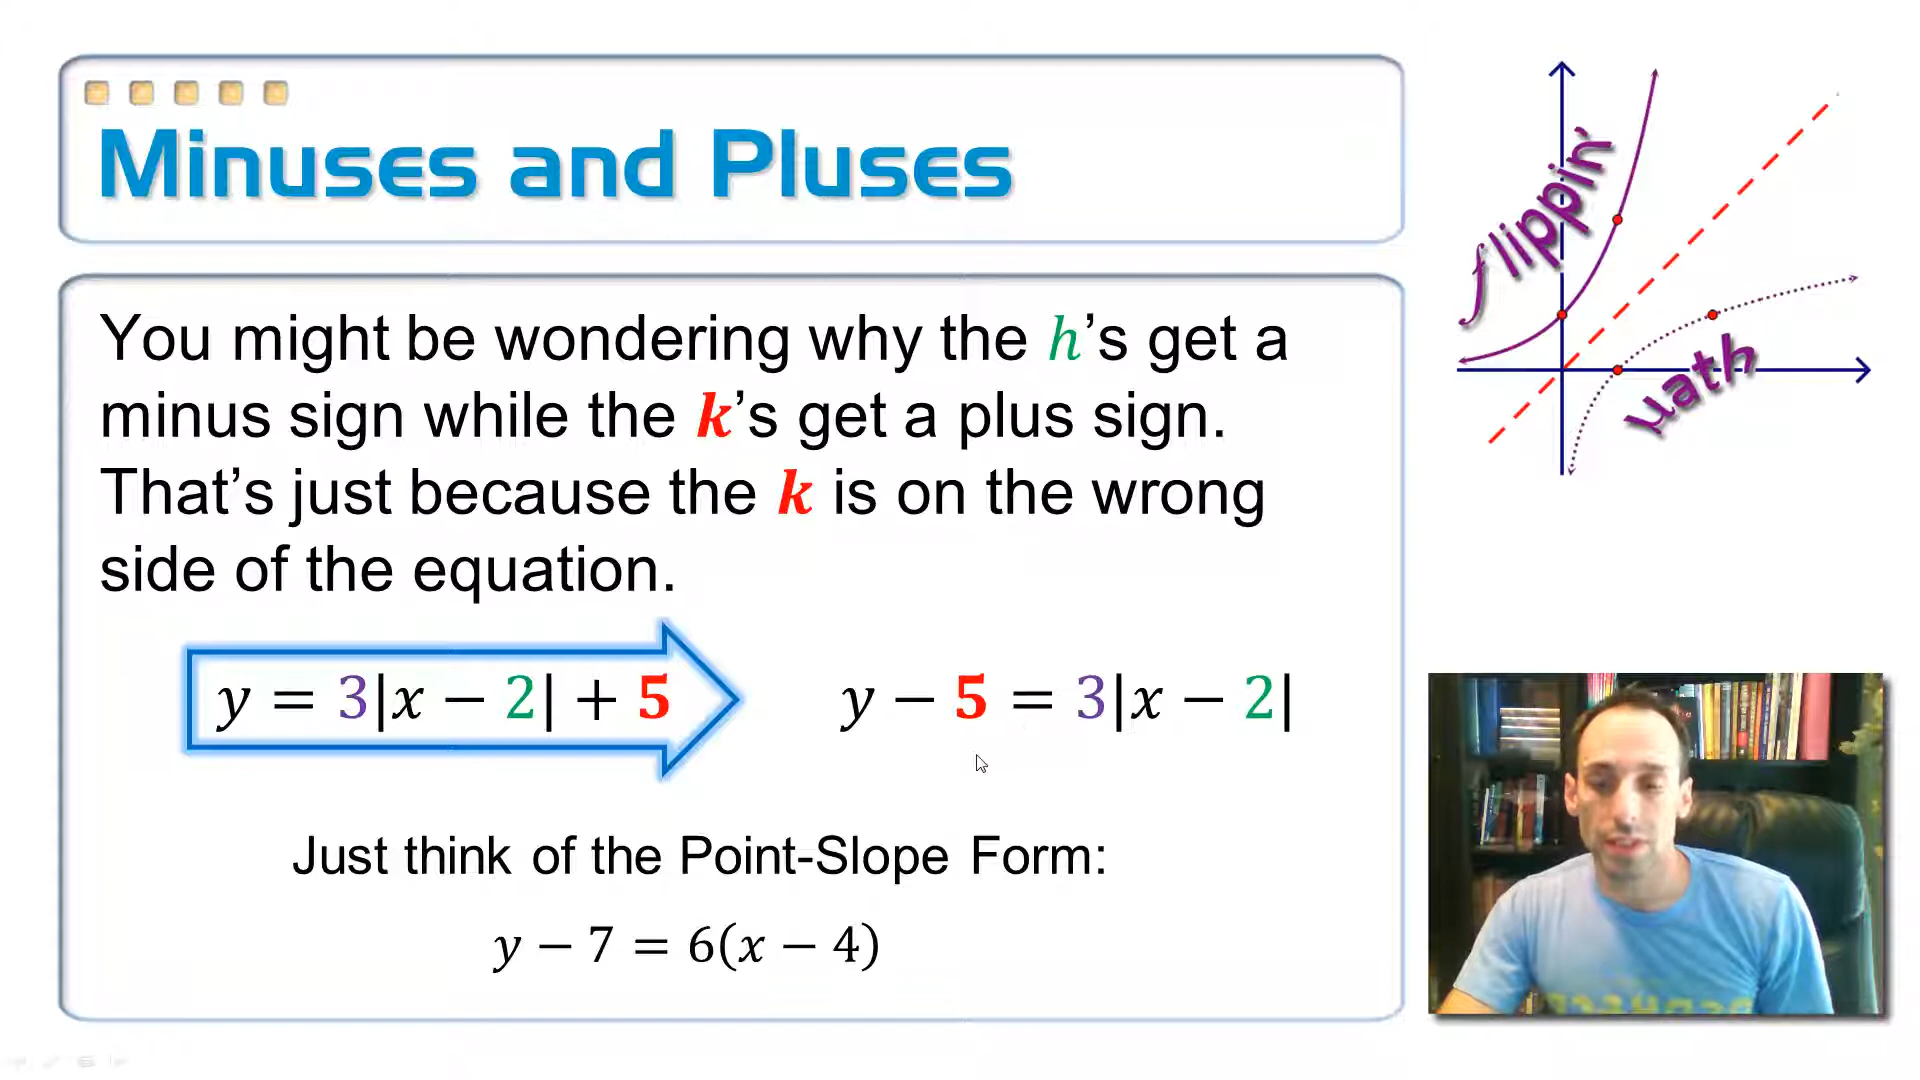 Minuses and Pluses
You might be wondering why the h’s get a
minus sign while the k’s get a plus sign.
That’s just because the k is on the wrong
side of the equation.
y = 3|x − 2| + 5
y − 5 = 3|x − 2|
Just think of the Point-Slope Form:
y − 7 = 6(x − 4)
flippin'
math